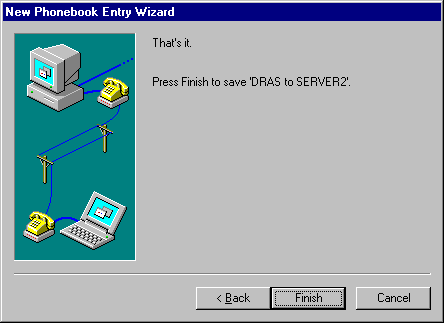 New Phonebook Entry Wizard
That's it.
Press Finish to save 'DRAS to SERVER2'.
< Back
Finish
Cancel